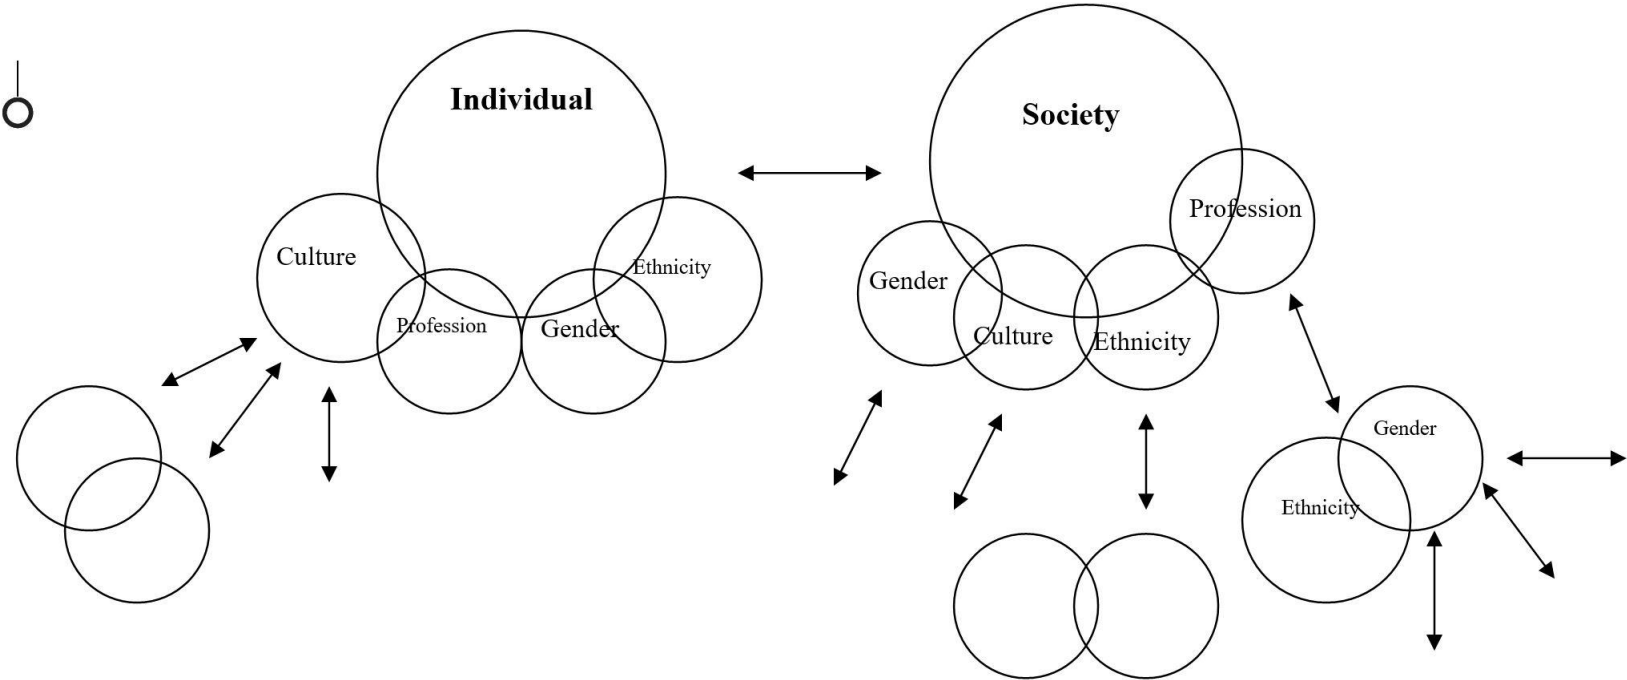 Individual
Society
Culture
Profession
Gender
Ethnicity
Gender
Culture
Ethnicity
Profession
Gender
Ethnicity